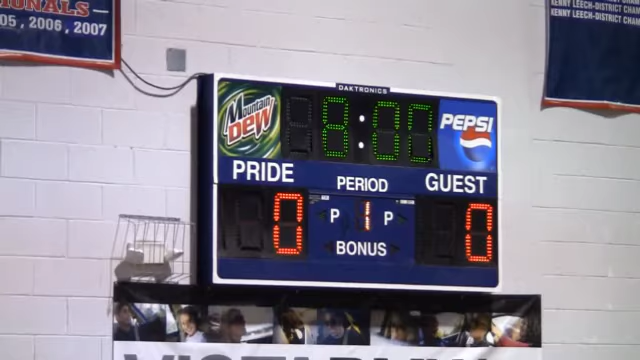 IONALS
05, 2006, 2007
KENNY LEECH-DISTRICT CHAM
KENNY LEECH-DISTRICT CHAM
DAKTRONICS
Mountain
DEW
8:00
PEPSI
PRIDE
PERIOD
GUEST
0
P 1 P
0
BONUS